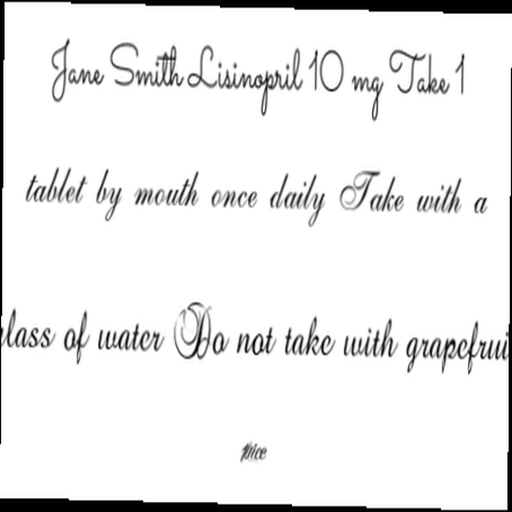 Jane Smith Lisinopril 10 mg Take 1
tablet by mouth once daily Take with a
glass of water Do not take with grapefrui